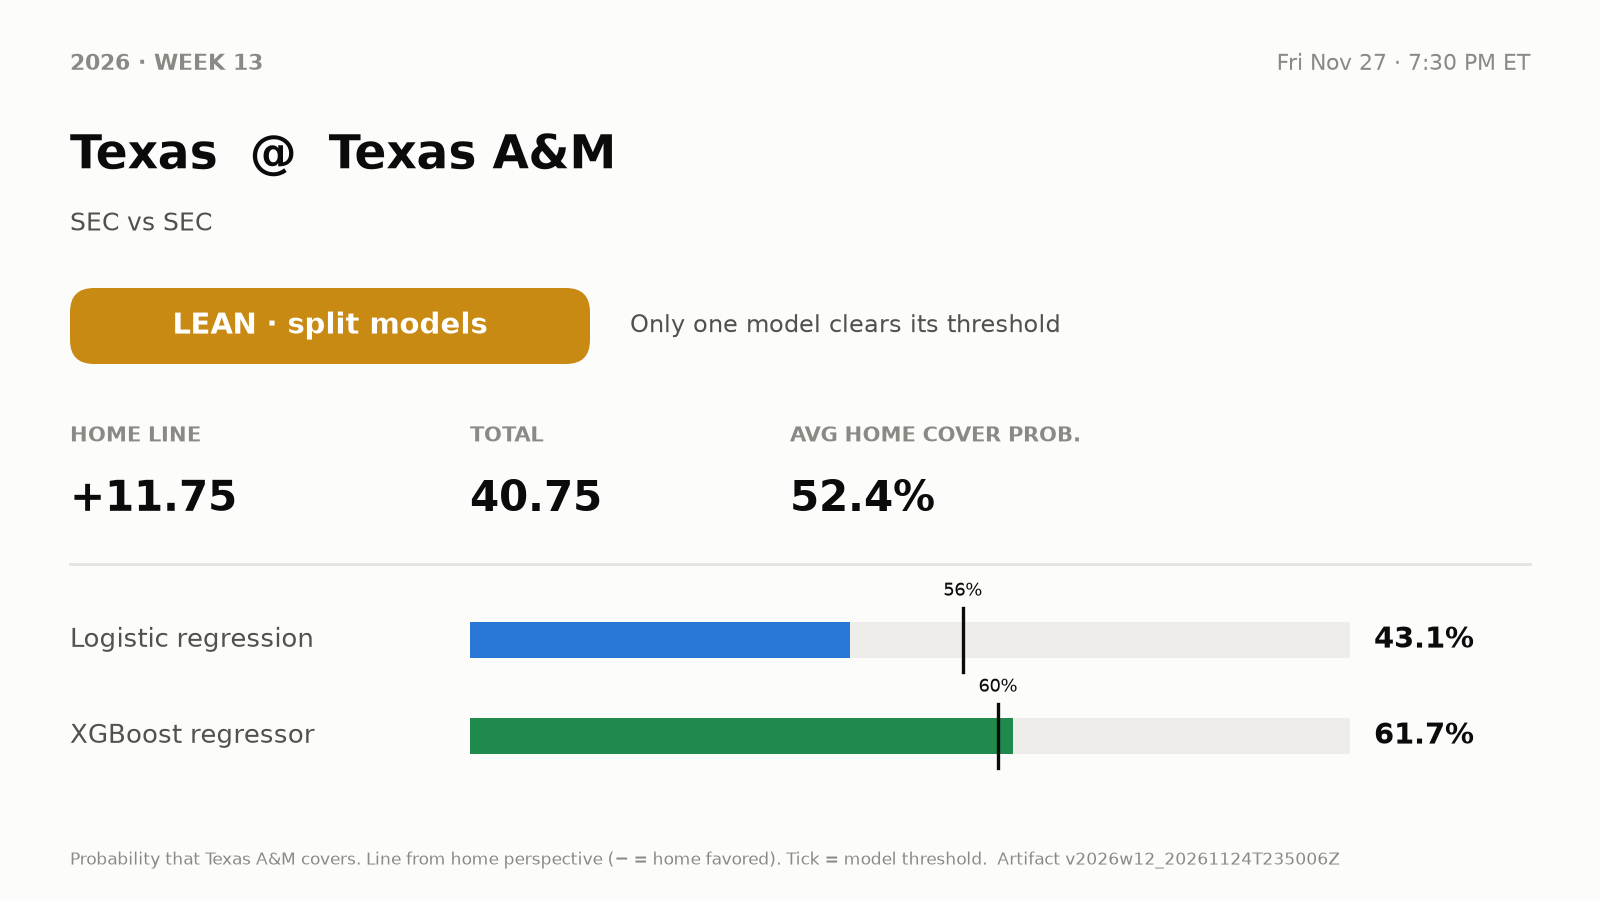 2026 · WEEK 13
Fri Nov 27 · 7:30 PM ET
Texas @ Texas A&M
SEC vs SEC
LEAN · split models
Only one model clears its threshold
HOME LINE
TOTAL
AVG HOME COVER PROB.
+11.75
40.75
52.4%
56%
Logistic regression
43.1%
60%
XGBoost regressor
61.7%
Probability that Texas A&M covers. Line from home perspective (− = home favored). Tick = model threshold. Artifact v2026w12_20261124T235006Z